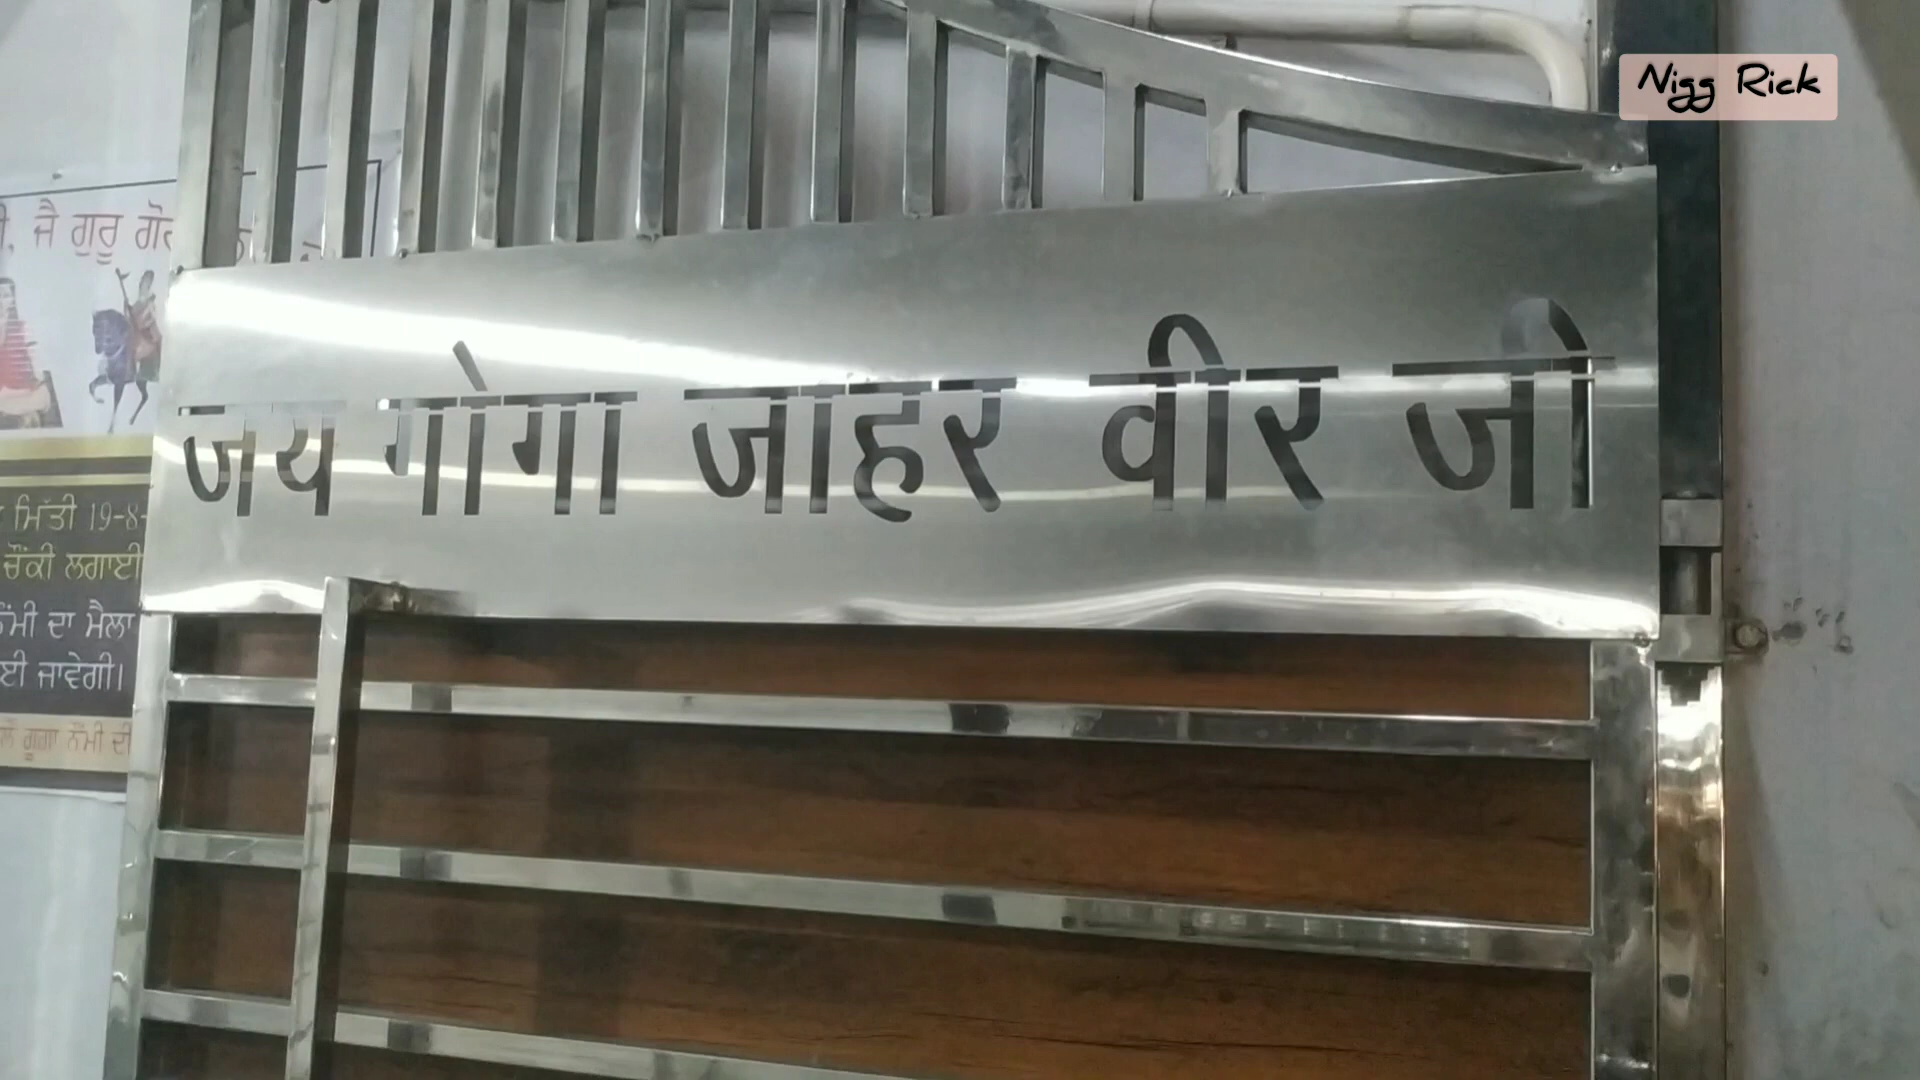 Nigg Rick
जय गोगा जाहर वीर जी
ਜੈ ਗੁਰੂ
ਮਿੱਤੀ 19-8-
ਚੌਂਕੀ ਲਗਾਈ
ਦਾ ਮੈਲਾ
ਜਾਵੇਗੀ।
ਗੂਗਾ ਨੌਮੀ ਦੀ